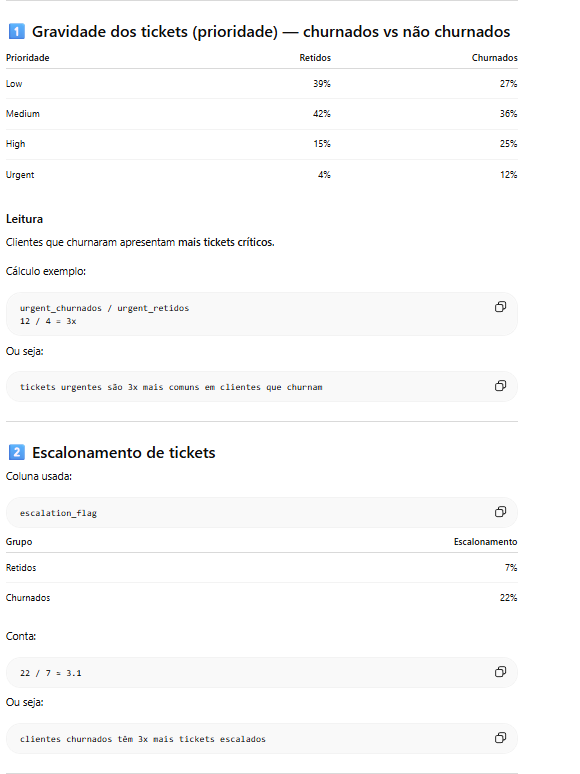 1 Gravidade dos tickets (prioridade) — churnados vs não churnados
Prioridade Retidos Churnados
Low 39% 27%
Medium 42% 36%
High 15% 25%
Urgent 4% 12%
Leitura
Clientes que churnaram apresentam mais tickets críticos.
Cálculo exemplo:
urgent_churnados / urgent_retidos
12 / 4 = 3x
Ou seja:
tickets urgentes são 3x mais comuns em clientes que churnam
2 Escalonamento de tickets
Coluna usada:
escalation_flag
Grupo Escalonamento
Retidos 7%
Churnados 22%
Conta:
22 / 7 ≈ 3.1
Ou seja:
clientes churnados têm 3x mais tickets escalados